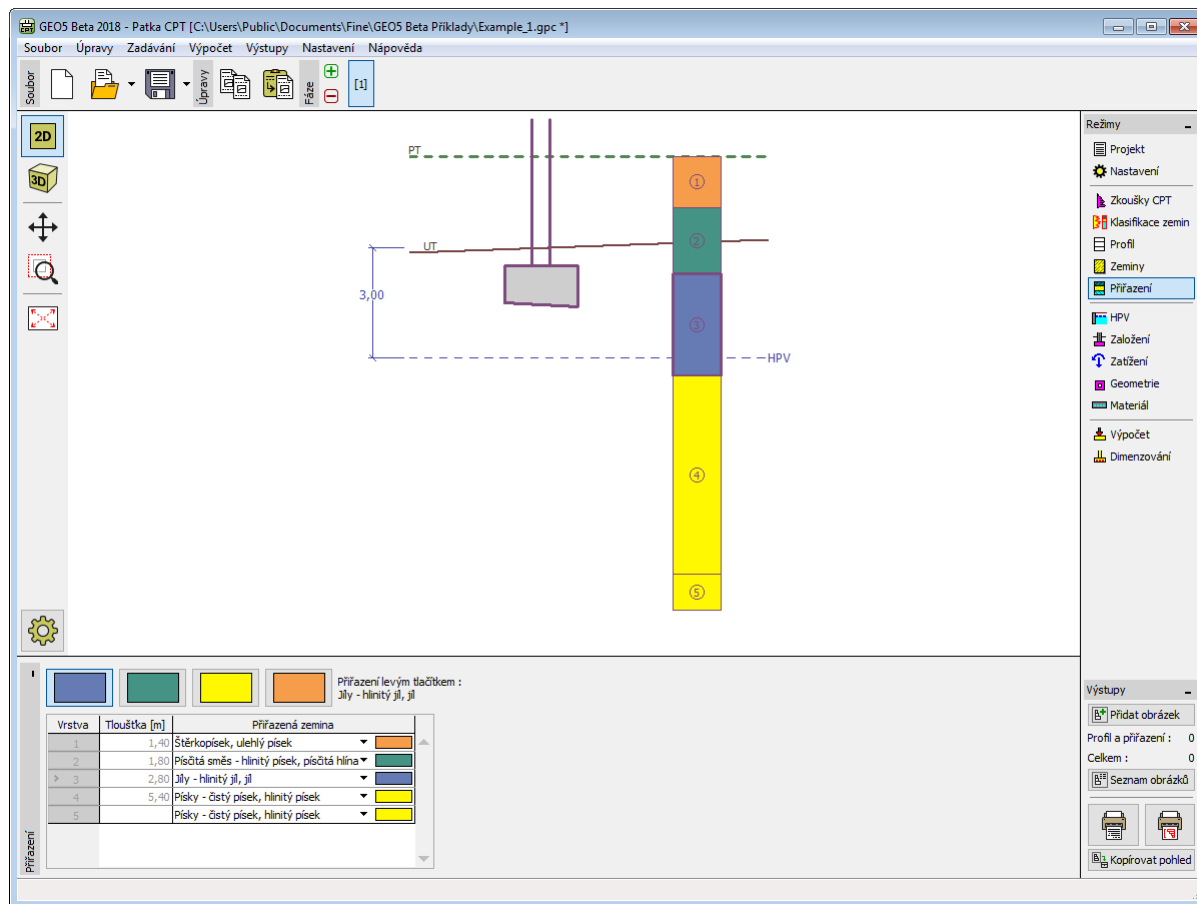 GEO5 Beta 2018 - Patka CPT [C:\Users\Public\Documents\Fine\GEO5 Beta Příklady\Example_1.gpc *]
Soubor Úpravy Zadávání Výpočet Výstupy Nastavení Nápověda
Soubor
Úpravy
Fáze
[1]
2D
3D
PT
UT
3,00
HPV
1
2
3
4
5
Režimy
Projekt
Nastavení
Zkoušky CPT
Klasifikace zemin
Profil
Zeminy
Přiřazení
HPV
Založení
Zatížení
Geometrie
Materiál
Výpočet
Dimenzování
Přiřazení
Přiřazení levým tlačítkem :
Jíly - hlinitý jíl, jíl
Vrstva Tloušťka [m] Přiřazená zemina
1 1,40 Štěrkopísek, ulehlý písek
2 1,80 Písčitá směs - hlinitý písek, písčitá hlína
> 3 2,80 Jíly - hlinitý jíl, jíl
4 5,40 Písky - čistý písek, hlinitý písek
5 Písky - čistý písek, hlinitý písek
Výstupy
Přidat obrázek
Profil a přiřazení : 0
Celkem : 0
Seznam obrázků
Kopírovat pohled